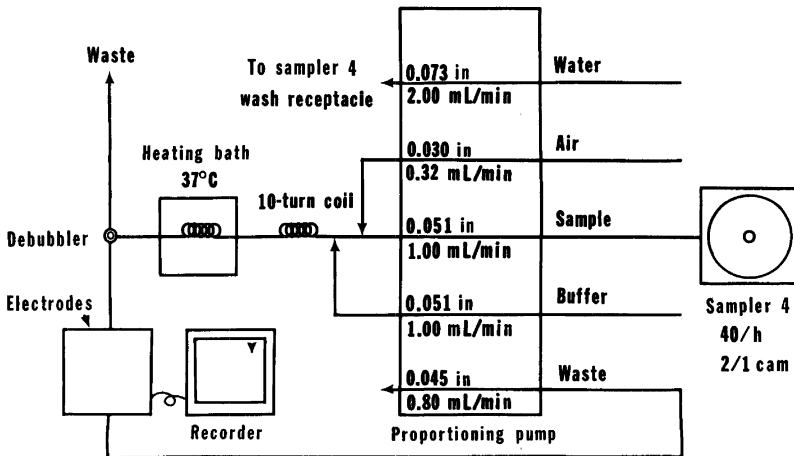 Waste
To sampler 4
wash receptacle
0.073 in
2.00 mL/min
Water
Heating bath
37°C
0.030 in
0.32 mL/min
Air
10-turn coil
Debubbler
0.051 in
1.00 mL/min
Sample
Electrodes
0.051 in
1.00 mL/min
Buffer
Sampler 4
40/h
2/1 cam
0.045 in
0.80 mL/min
Waste
Recorder
Proportioning pump